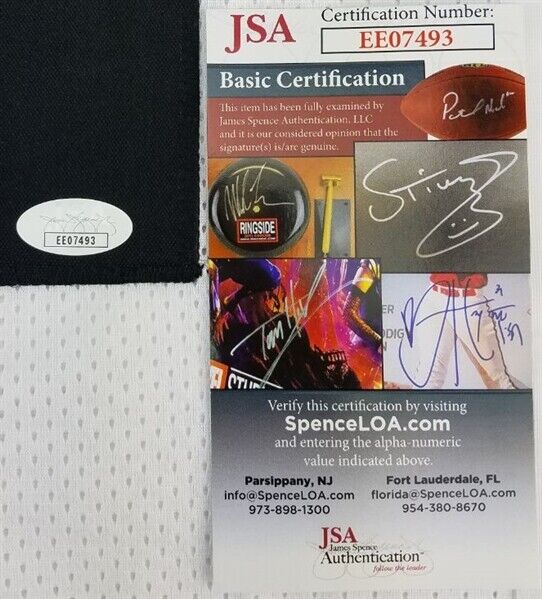 EE07493
JSA
Certification Number:
EE07493
Basic Certification
This item has been fully examined by
James Spence Authentication, LLC
and it is our considered opinion that the
signature(s) is/are genuine.
RINGSIDE
Verify this certification by visiting
SpenceLOA.com
and entering the alpha-numeric
value indicated above.
Parsippany, NJ
info@SpenceLOA.com
973-898-1300
Fort Lauderdale, FL
florida@SpenceLOA.com
954-380-8670
JSA
James Spence
Authentication
follow the leader